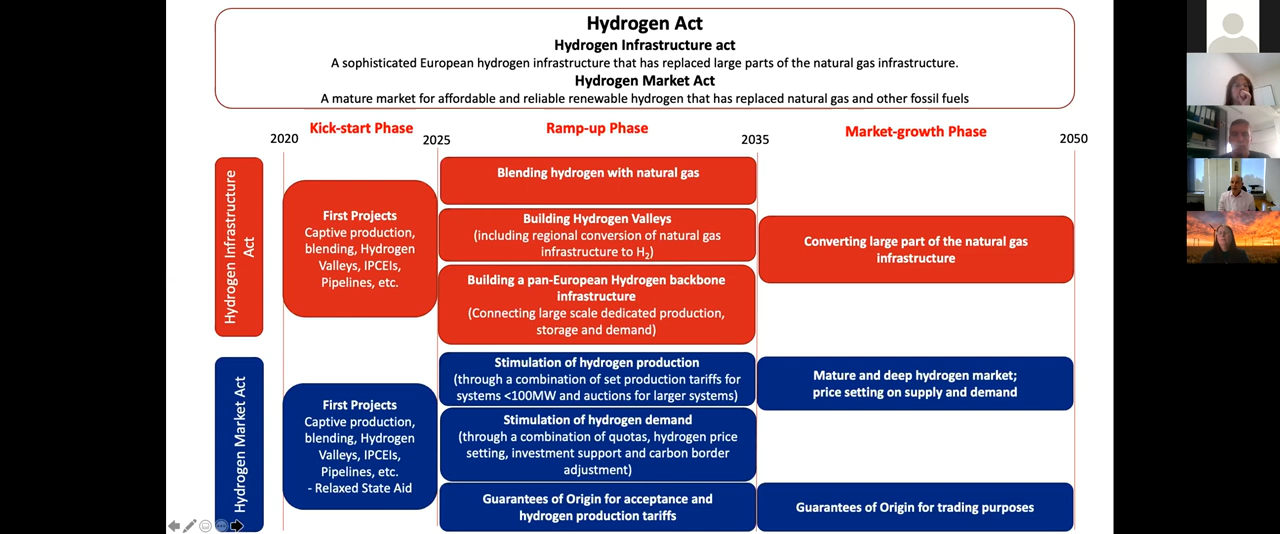 Hydrogen Act
Hydrogen Infrastructure act
A sophisticated European hydrogen infrastructure that has replaced large parts of the natural gas infrastructure.
Hydrogen Market Act
A mature market for affordable and reliable renewable hydrogen that has replaced natural gas and other fossil fuels
Kick-start Phase
Ramp-up Phase
Market-growth Phase
2020
2025
2035
2050
Hydrogen Infrastructure
Act
First Projects
Captive production,
blending, Hydrogen
Valleys, IPCEIs,
Pipelines, etc.
Blending hydrogen with natural gas
Building Hydrogen Valleys
(including regional conversion of natural gas
infrastructure to H₂)
Building a pan-European Hydrogen backbone
infrastructure
(Connecting large scale dedicated production,
storage and demand)
Converting large part of the natural gas
infrastructure
Hydrogen Market Act
First Projects
Captive production,
blending, Hydrogen
Valleys, IPCEIs,
Pipelines, etc.
- Relaxed State Aid
Stimulation of hydrogen production
(through a combination of set production tariffs for
systems <100MW and auctions for larger systems)
Stimulation of hydrogen demand
(through a combination of quotas, hydrogen price
setting, investment support and carbon border
adjustment)
Guarantees of Origin for acceptance and
hydrogen production tariffs
Mature and deep hydrogen market;
price setting on supply and demand
Guarantees of Origin for trading purposes